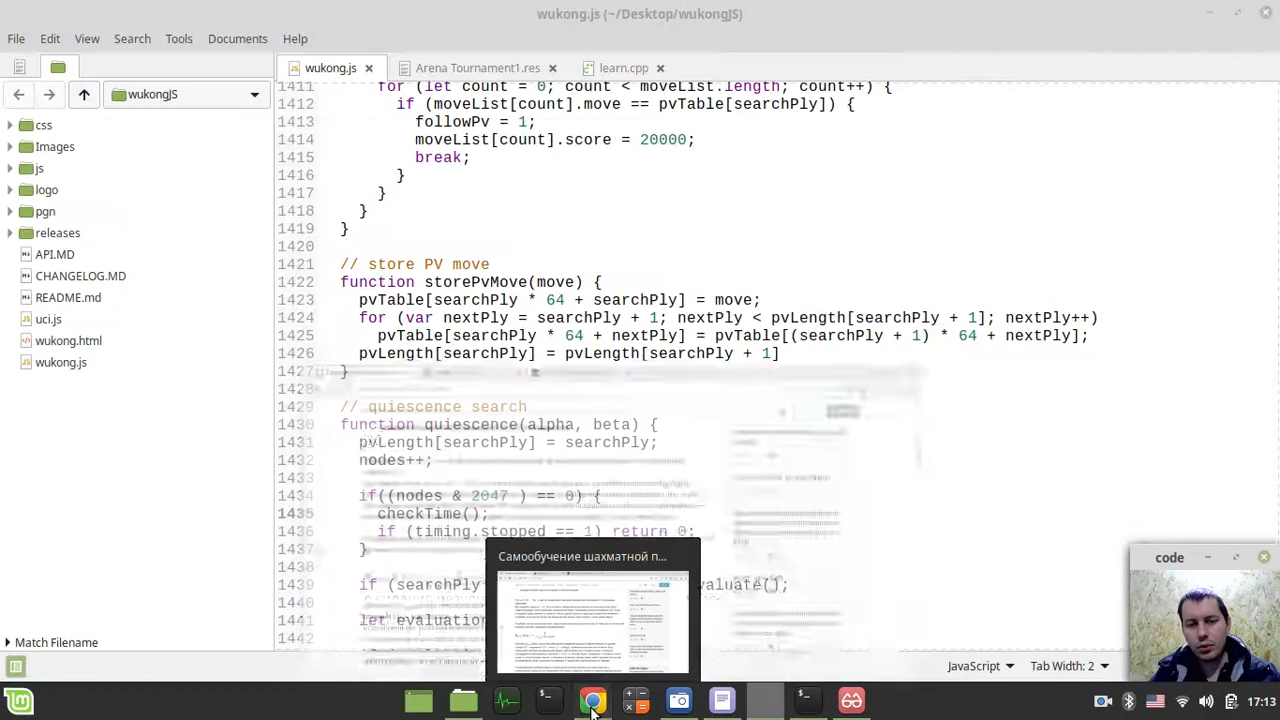 wukong.js (~/Desktop/wukongJS)
File Edit View Search Tools Documents Help
wukong.js Arena Tournament1.res learn.cpp
wukongJS
css
Images
js
logo
pgn
releases
API.MD
CHANGELOG.MD
README.md
uci.js
wukong.html
wukong.js
Match Filename
1411 for (let count = 0; count < moveList.length; count++) {
1412 if (moveList[count].move == pvTable[searchPly]) {
1413 followPv = 1;
1414 moveList[count].score = 20000;
1415 break;
1416 }
1417 }
1418 }
1419 }
1420
1421 // store PV move
1422 function storePvMove(move) {
1423 pvTable[searchPly * 64 + searchPly] = move;
1424 for (var nextPly = searchPly + 1; nextPly < pvLength[searchPly + 1]; nextPly++)
1425 pvTable[searchPly * 64 + nextPly] = pvTable[(searchPly + 1) * 64 + nextPly];
1426 pvLength[searchPly] = pvLength[searchPly + 1]
1427 }
1428
1429 // quiescence search
1430 function quiescence(alpha, beta) {
1431 pvLength[searchPly] = searchPly;
1432 nodes++;
1433
1434 if((nodes & 2047 ) == 0) {
1435 checkTime();
1436 if (timing.stopped == 1) return 0;
1437 }
1438
1439 if (searchPly valuate();
1440
1441 let evaluation
1442
Самообучение шахматной п...
code
Tab Width: 2
17:13